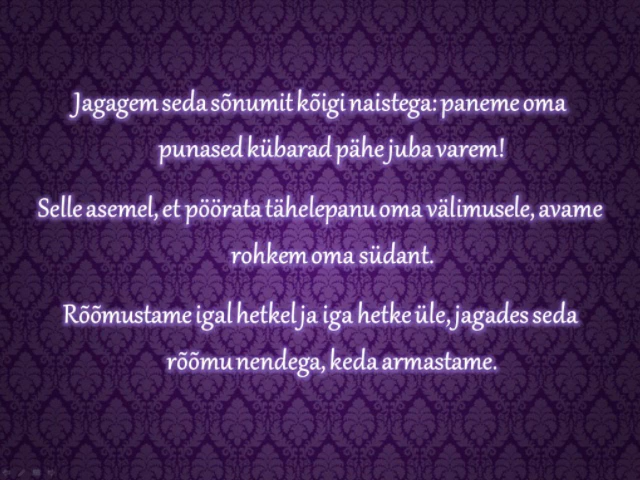 Jagagem seda sõnumit kõigi naistega: paneme oma
punased kübarad pähe juba varem!
Selle asemel, et pöörata tähelepanu oma välimusele, avame
rohkem oma südant.
Rõõmustame igal hetkel ja iga hetke üle, jagades seda
rõõmu nendega, keda armastame.